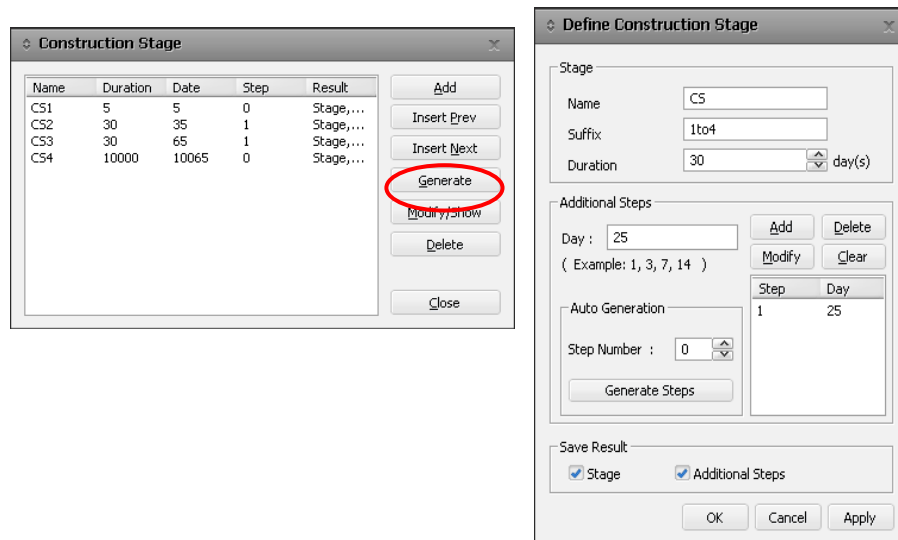 Construction Stage
Name Duration Date Step Result
CS1 5 5 0 Stage,...
CS2 30 35 1 Stage,...
CS3 30 65 1 Stage,...
CS4 10000 10065 0 Stage,...
Add
Insert Prev
Insert Next
Generate
Modify/Show
Delete
Close
Define Construction Stage
Stage
Name CS
Suffix 1to4
Duration 30 day(s)
Additional Steps
Day : 25
( Example: 1, 3, 7, 14 )
Add Delete
Modify Clear
Step Day
1 25
Auto Generation
Step Number : 0
Generate Steps
Save Result
Stage Additional Steps
OK Cancel Apply